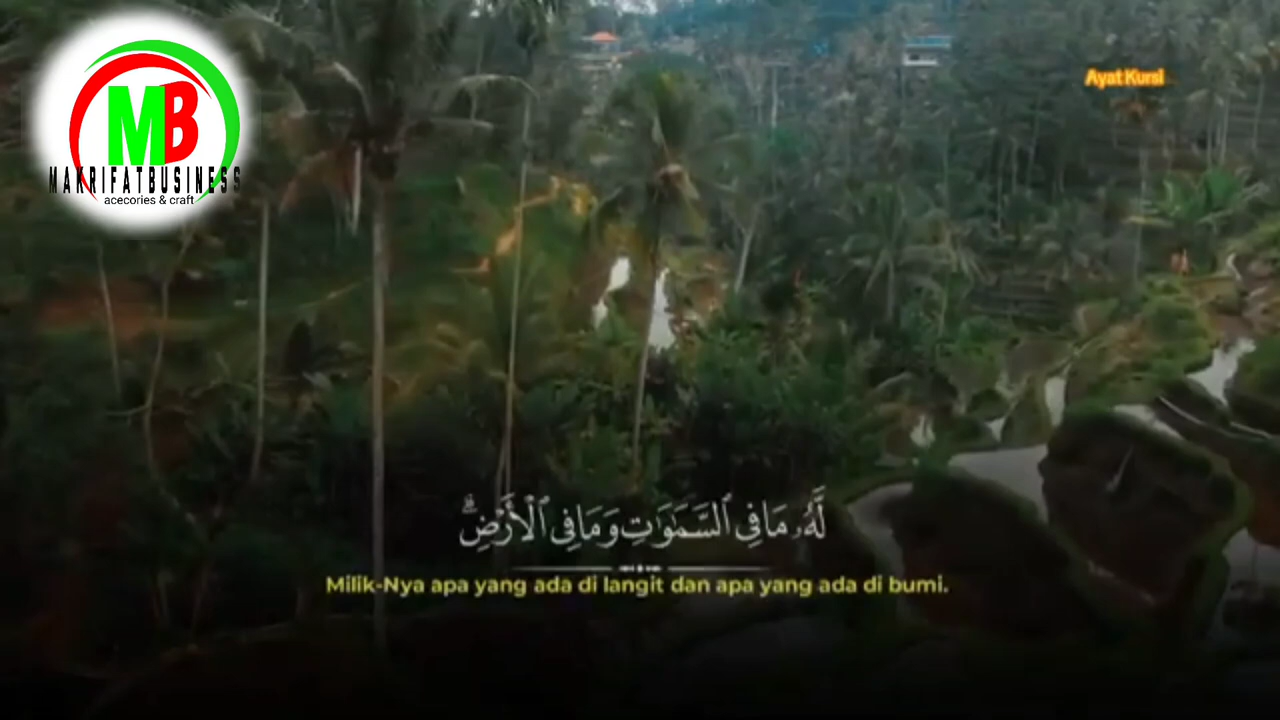 MB
MAKRIFATBUSINESS
acecories & craft
Ayat Kursi
لَّهُۥ مَا فِي ٱلسَّمَٰوَٰتِ وَمَا فِي ٱلۡأَرۡضِۗ
Milik-Nya apa yang ada di langit dan apa yang ada di bumi.